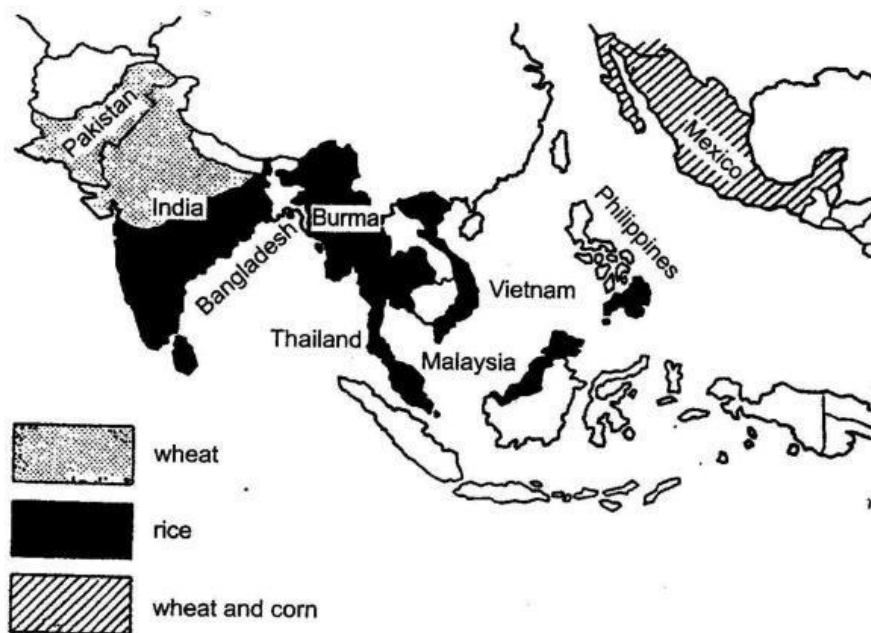 Pakistan
India
Bangladesh
Burma
Thailand
Vietnam
Malaysia
Philippines
Mexico
wheat
rice
wheat and corn